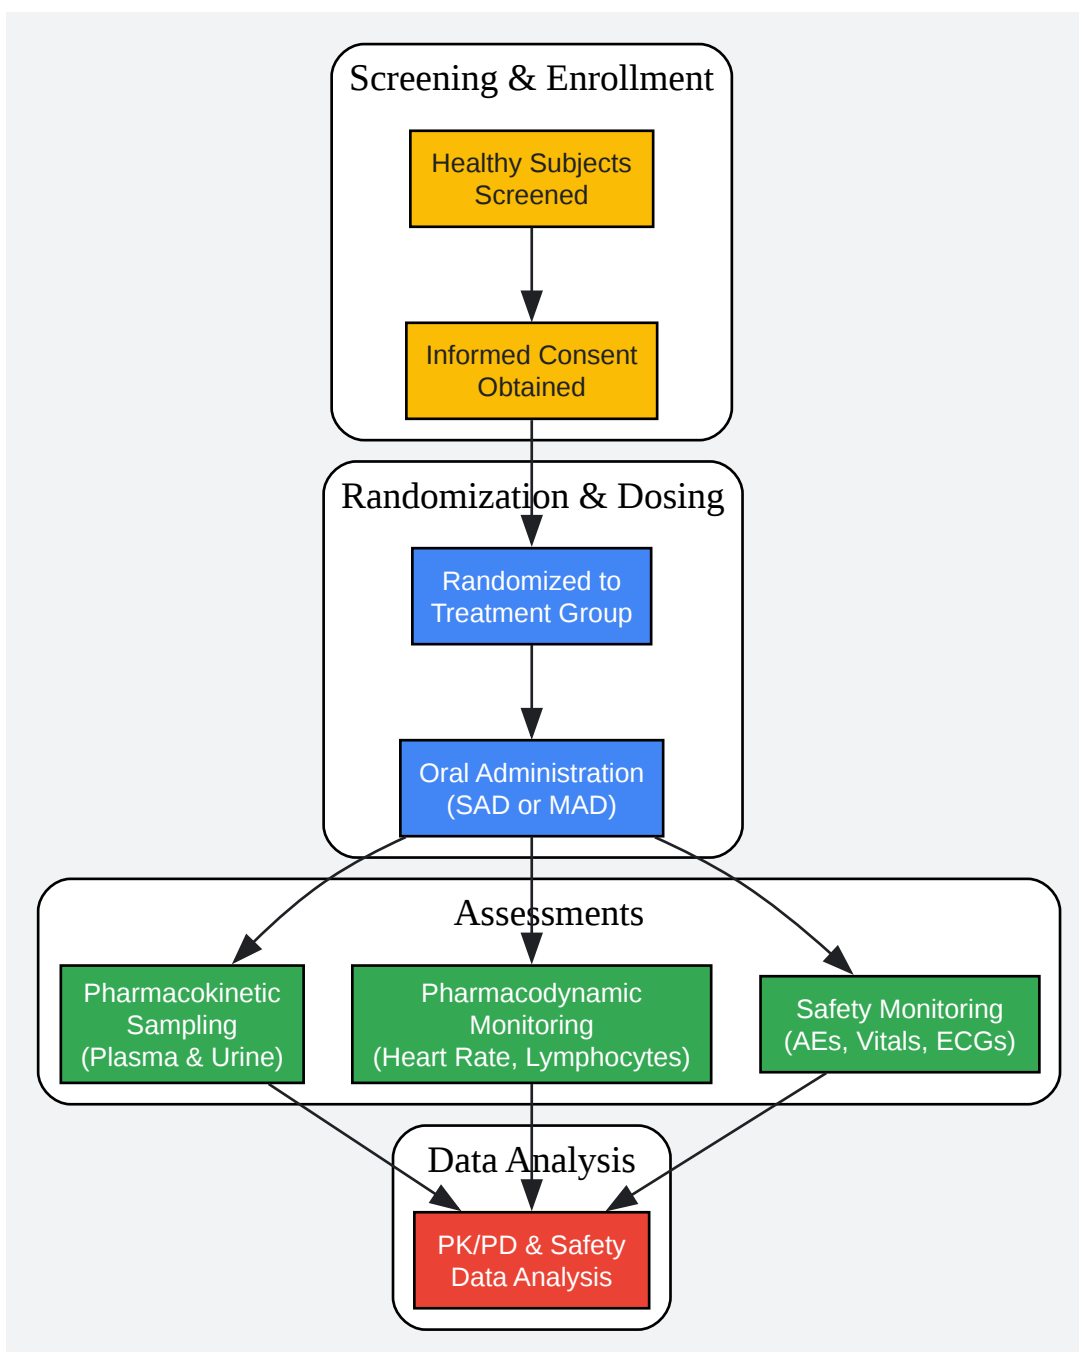 Screening & Enrollment
Healthy Subjects
Screened
Informed Consent
Obtained
Randomization & Dosing
Randomized to
Treatment Group
Oral Administration
(SAD or MAD)
Assessments
Pharmacokinetic
Sampling
(Plasma & Urine)
Pharmacodynamic
Monitoring
(Heart Rate, Lymphocytes)
Safety Monitoring
(AEs, Vitals, ECGs)
Data Analysis
PK/PD & Safety
Data Analysis